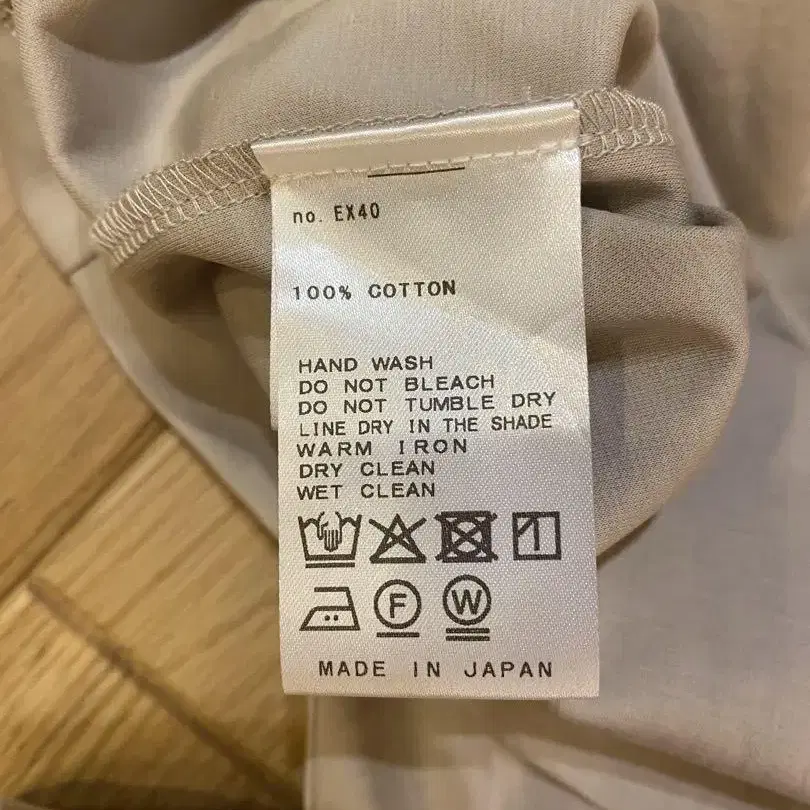 no. EX40
100% COTTON
HAND WASH
DO NOT BLEACH
DO NOT TUMBLE DRY
LINE DRY IN THE SHADE
WARM IRON
DRY CLEAN
WET CLEAN
F W
MADE IN JAPAN